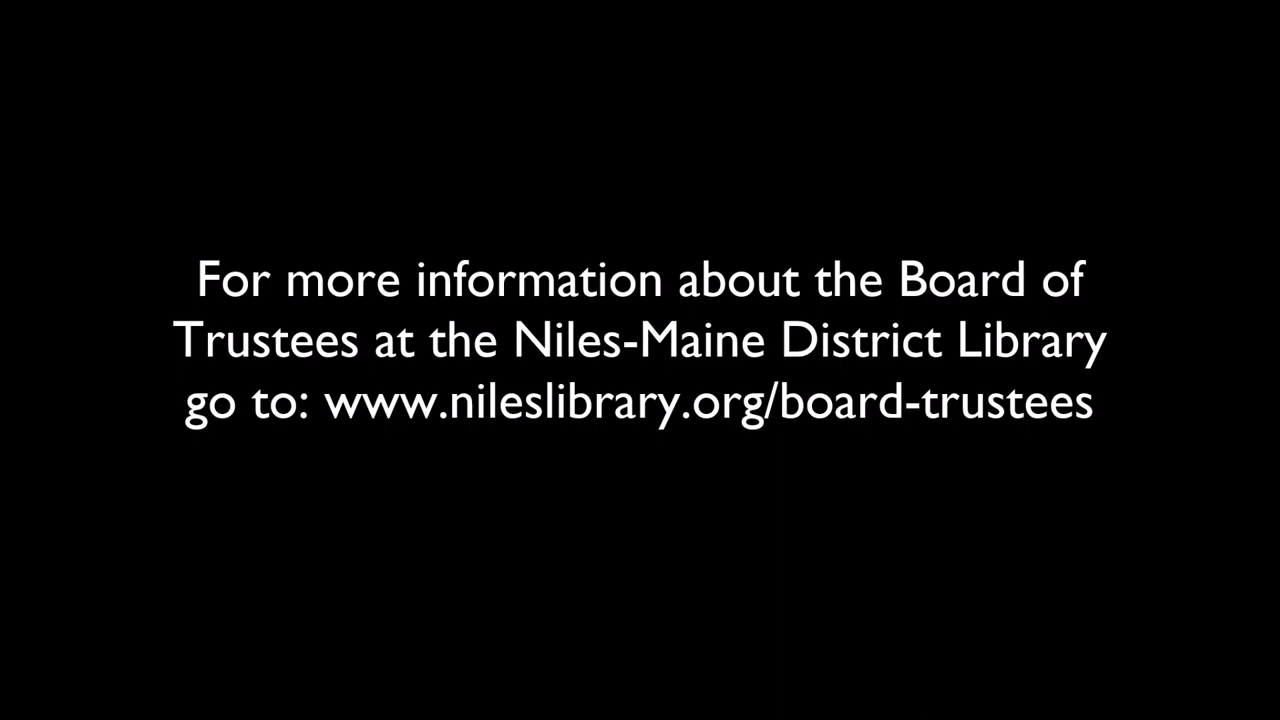 For more information about the Board of
Trustees at the Niles-Maine District Library
go to: www.nileslibrary.org/board-trustees